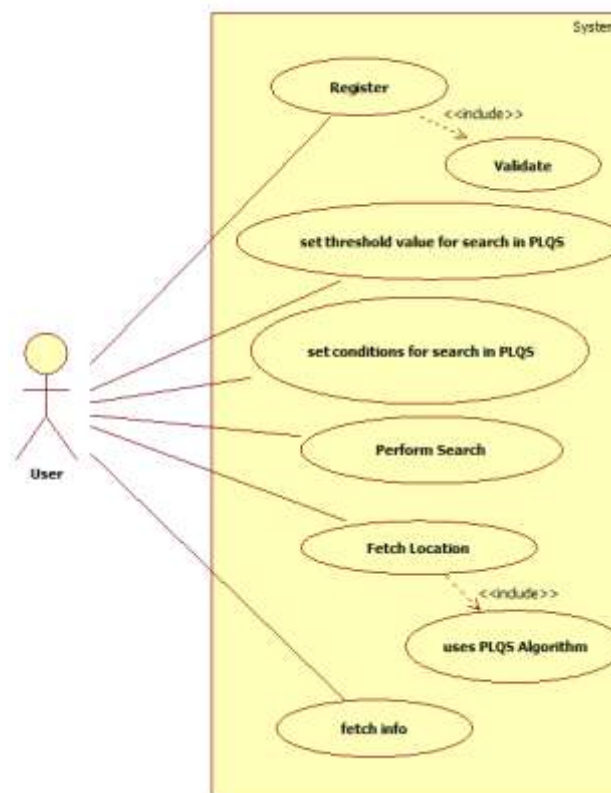 System
Register
<<include>>
Validate
set threshold value for search in PLQS
set conditions for search in PLQS
Perform Search
User
Fetch Location
<<include>>
uses PLQS Algorithm
fetch info